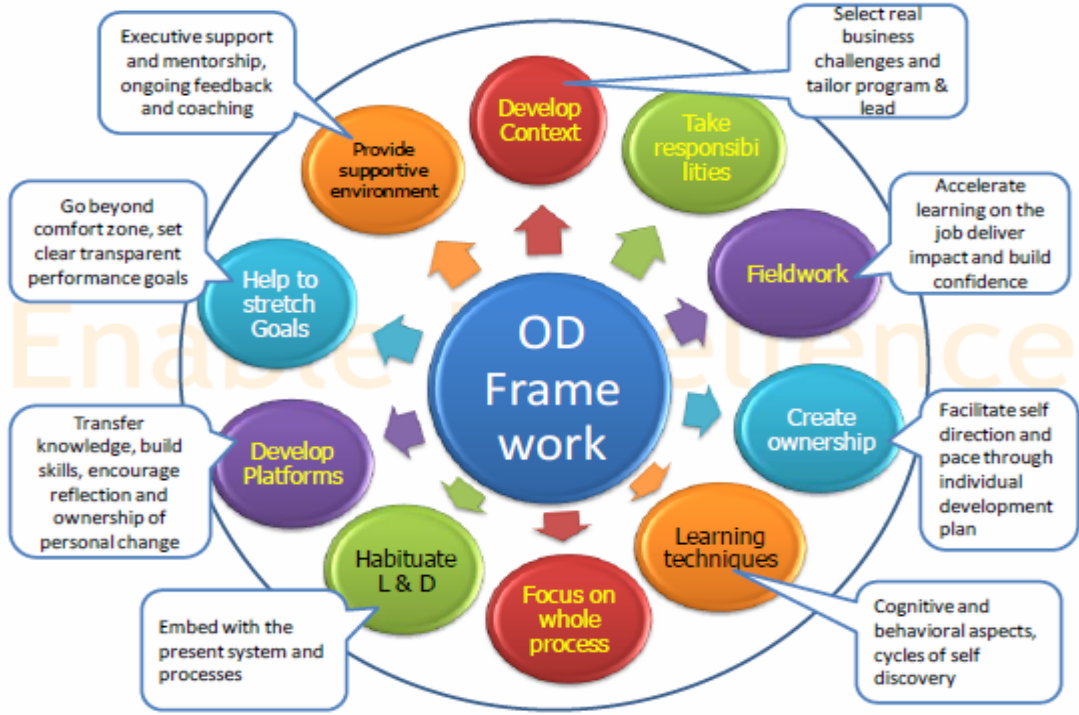 Executive support
and mentorship,
ongoing feedback
and coaching
Select real
business
challenges and
tailor program &
lead
Develop
Context
Take
responsibi
lities
Provide
supportive
environment
Go beyond
comfort zone, set
clear transparent
performance goals
Help to
stretch
Goals
Fieldwork
Accelerate
learning on the
job deliver
impact and build
confidence
OD
Frame
work
Transfer
knowledge, build
skills, encourage
reflection and
ownership of
personal change
Develop
Platforms
Create
ownership
Facilitate self
direction and
pace through
individual
development
plan
Habituate
L & D
Learning
techniques
Focus on
whole
process
Embed with the
present system and
processes
Cognitive and
behavioral aspects,
cycles of self
discovery